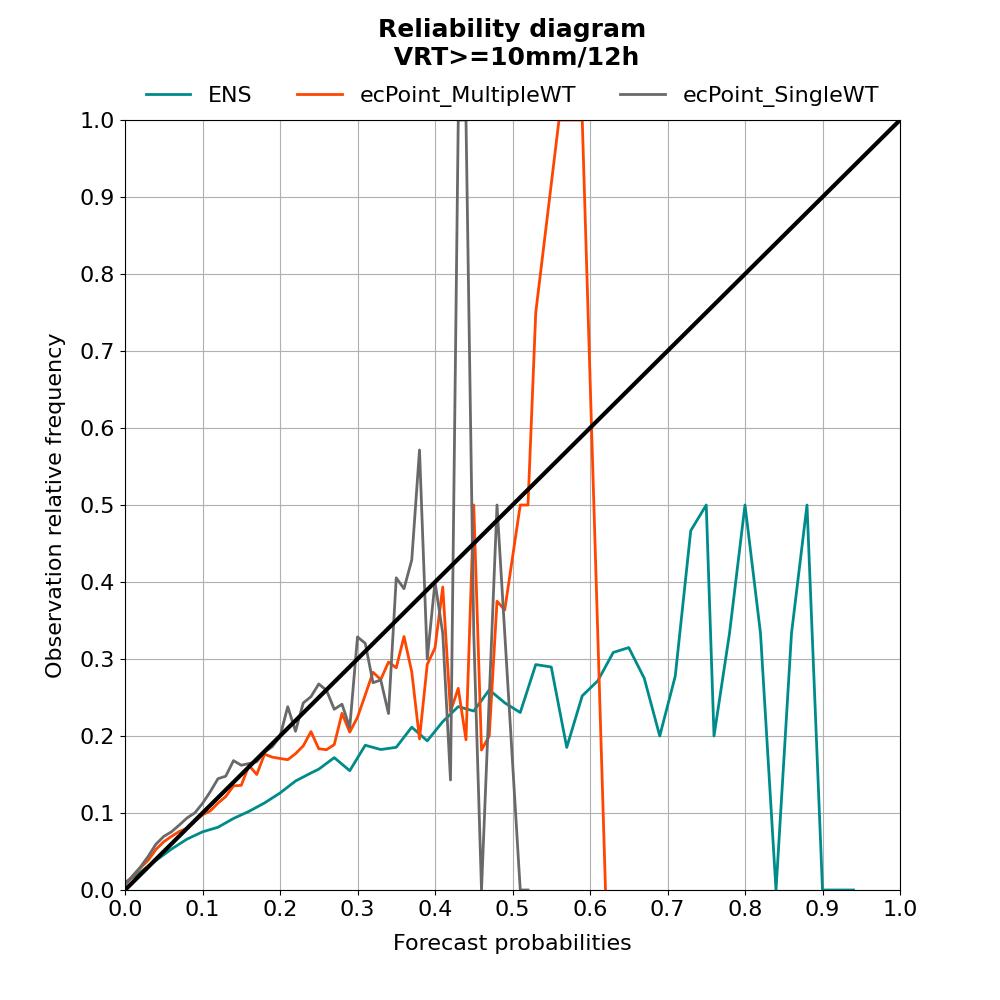 Reliability diagram
VRT>=10mm/12h
ENS ecPoint_MultipleWT ecPoint_SingleWT
1.0
0.9
0.8
0.7
0.6
0.5
0.4
0.3
0.2
0.1
0.0
Observation relative frequency
0.0 0.1 0.2 0.3 0.4 0.5 0.6 0.7 0.8 0.9 1.0
Forecast probabilities